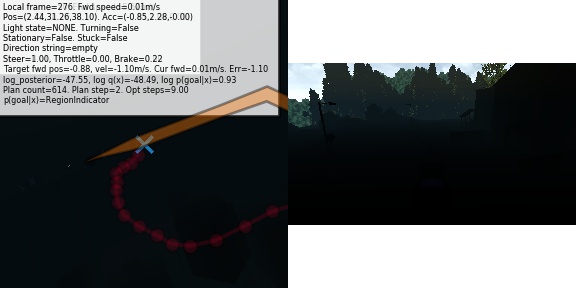 Local frame=276. Fwd speed=0.01m/s
Pos=(2.44,31.26,38.10). Acc=(-0.85,2.28,-0.00)
Light state=NONE. Turning=False
Stationary=False. Stuck=False
Direction string=empty
Steer=1.00, Throttle=0.00, Brake=0.22
Target fwd pos=-0.88, vel=-1.10m/s. Cur fwd=0.01m/s. Err=-1.10
log_posterior=-47.55, log q(x)=-48.49, log p(goal|x)=0.93
Plan count=614. Plan step=2. Opt steps=9.00
p(goal|x)=RegionIndicator